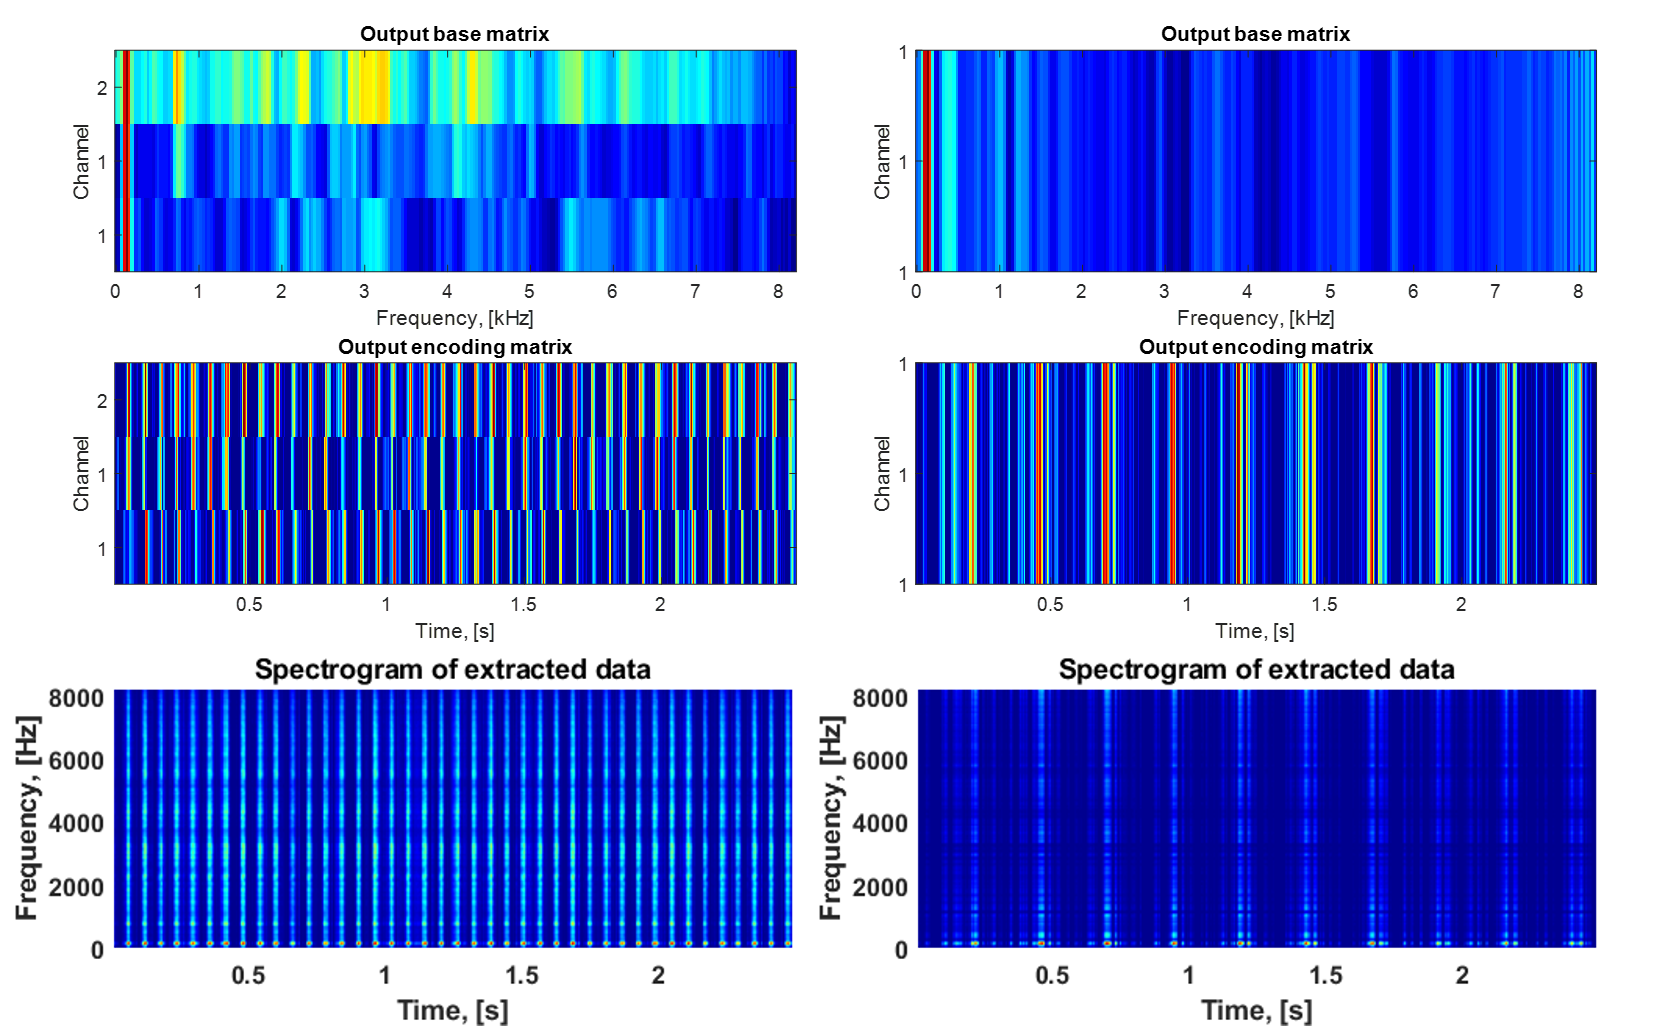 Output base matrix
Channel
2
1
1
0 1 2 3 4 5 6 7 8
Frequency, [kHz]
Output base matrix
Channel
1
1
1
0 1 2 3 4 5 6 7 8
Frequency, [kHz]
Output encoding matrix
Channel
2
1
1
0.5 1 1.5 2
Time, [s]
Output encoding matrix
Channel
1
1
1
0.5 1 1.5 2
Time, [s]
Spectrogram of extracted data
Frequency, [Hz]
8000
6000
4000
2000
0
0.5 1 1.5 2
Time, [s]
Spectrogram of extracted data
Frequency, [Hz]
8000
6000
4000
2000
0
0.5 1 1.5 2
Time, [s]